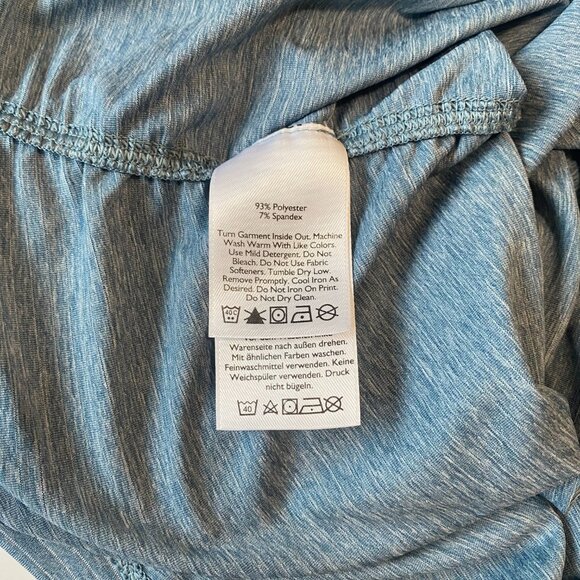 93% Polyester
7% Spandex
Turn Garment Inside Out. Machine
Wash Warm With Like Colors.
Use Mild Detergent. Do Not
Bleach. Do Not Use Fabric
Softeners. Tumble Dry Low.
Remove Promptly. Cool Iron As
Desired. Do Not Iron On Print.
Do Not Dry Clean.
40 C
Warenseite nach außen drehen.
Mit ähnlichen Farben waschen.
Feinwaschmittel verwenden. Keine
Weichspüler verwenden. Druck
nicht bügeln.
40